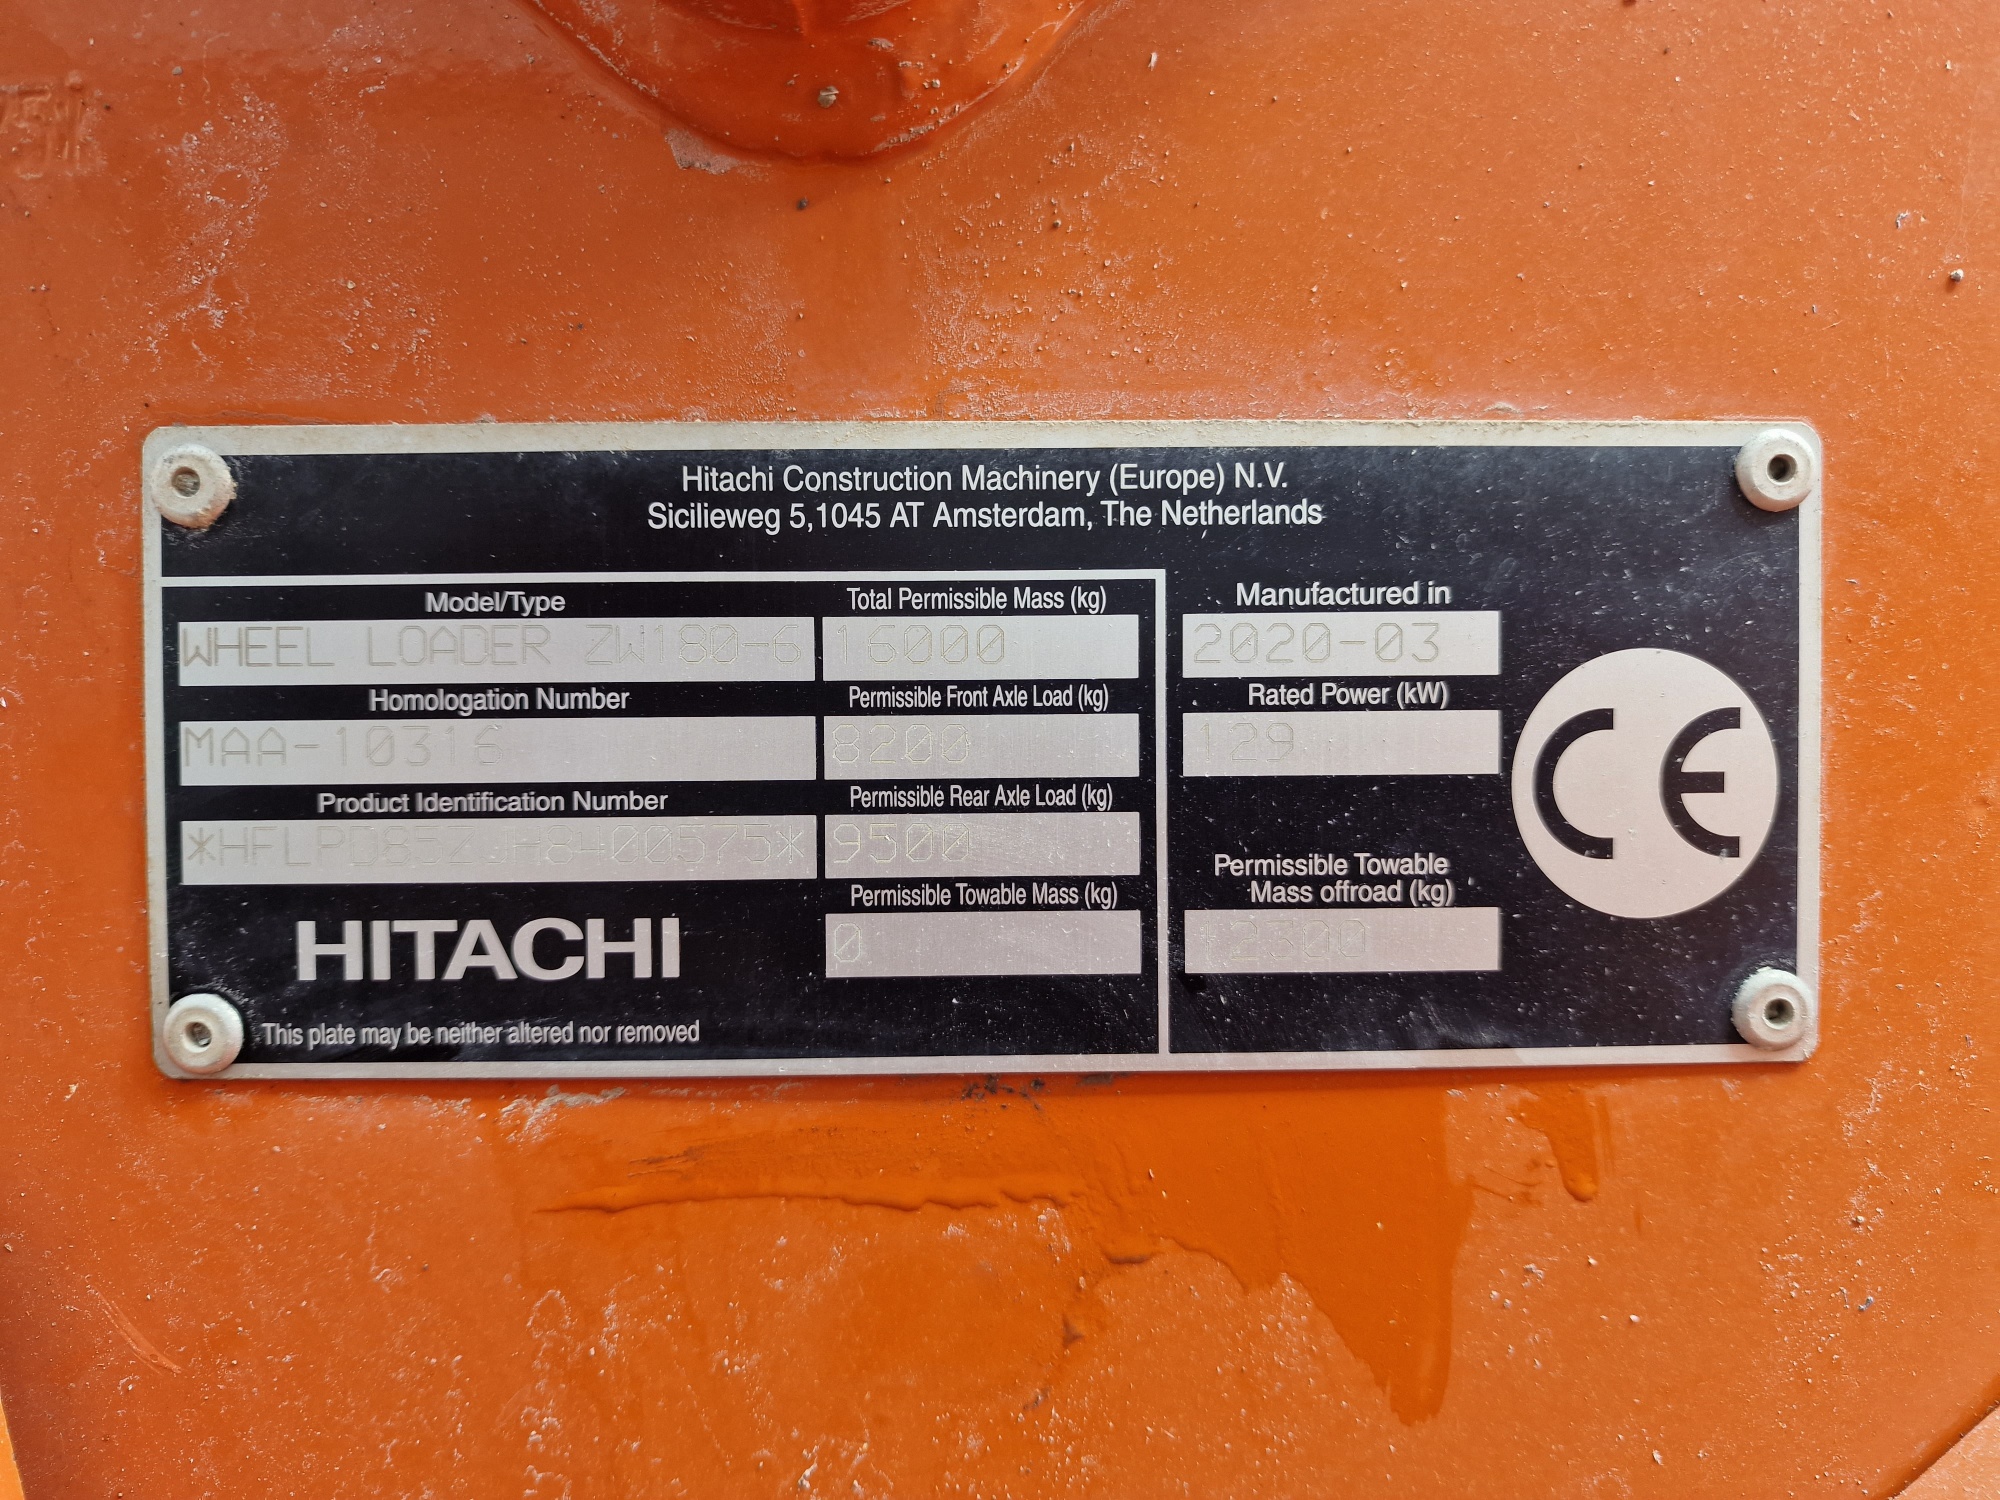 Hitachi Construction Machinery (Europe) N.V.
Sicilieweg 5,1045 AT Amsterdam, The Netherlands
Model/Type
WHEEL LOADER ZW180-6
Homologation Number
MAA-10316
Product Identification Number
Total Permissible Mass (kg)
16000
Permissible Front Axle Load (kg)
8200
Permissible Rear Axle Load (kg)
9500
Permissible Towable Mass (kg)
0
Manufactured in
2020-03
Rated Power (kW)
129
Permissible Towable
Mass offroad (kg)
CE
HITACHI
This plate may be neither altered nor removed